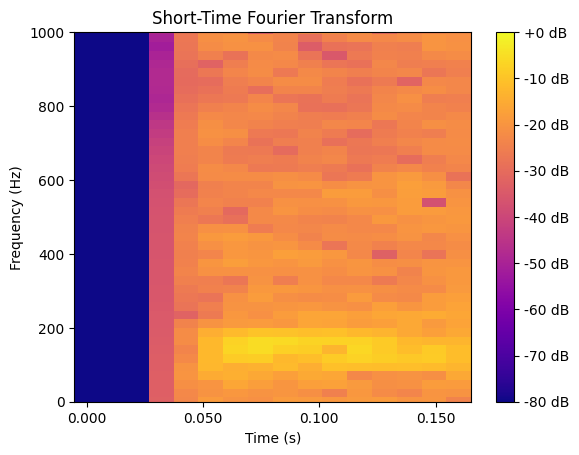 Short-Time Fourier Transform
1000
800
600
400
200
0
Frequency (Hz)
0.000
0.050
0.100
0.150
Time (s)
+0 dB
-10 dB
-20 dB
-30 dB
-40 dB
-50 dB
-60 dB
-70 dB
-80 dB